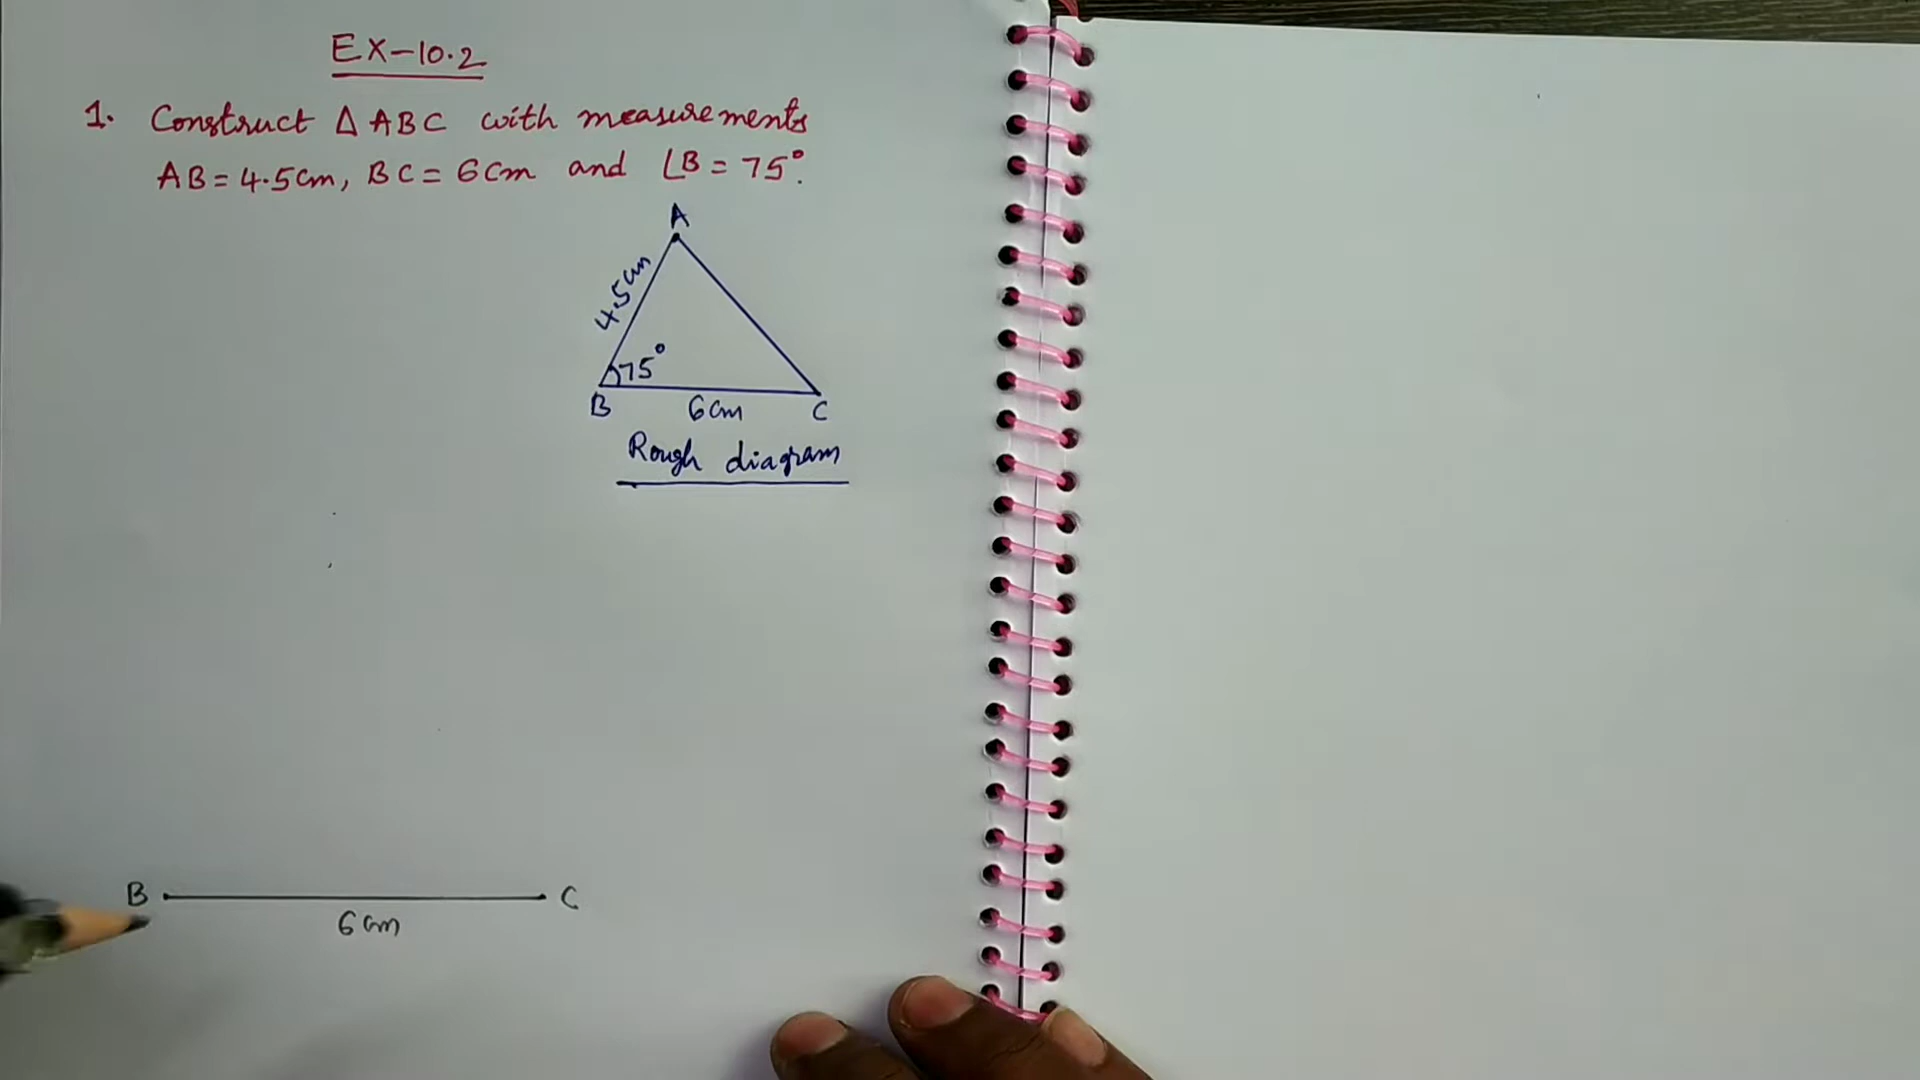 EX-10.2
1. Construct Δ ABC with measurements
AB = 4.5cm, BC = 6cm and ∠B = 75°.
A
4.5cm
75°
B 6cm C
Rough diagram
B C
6cm